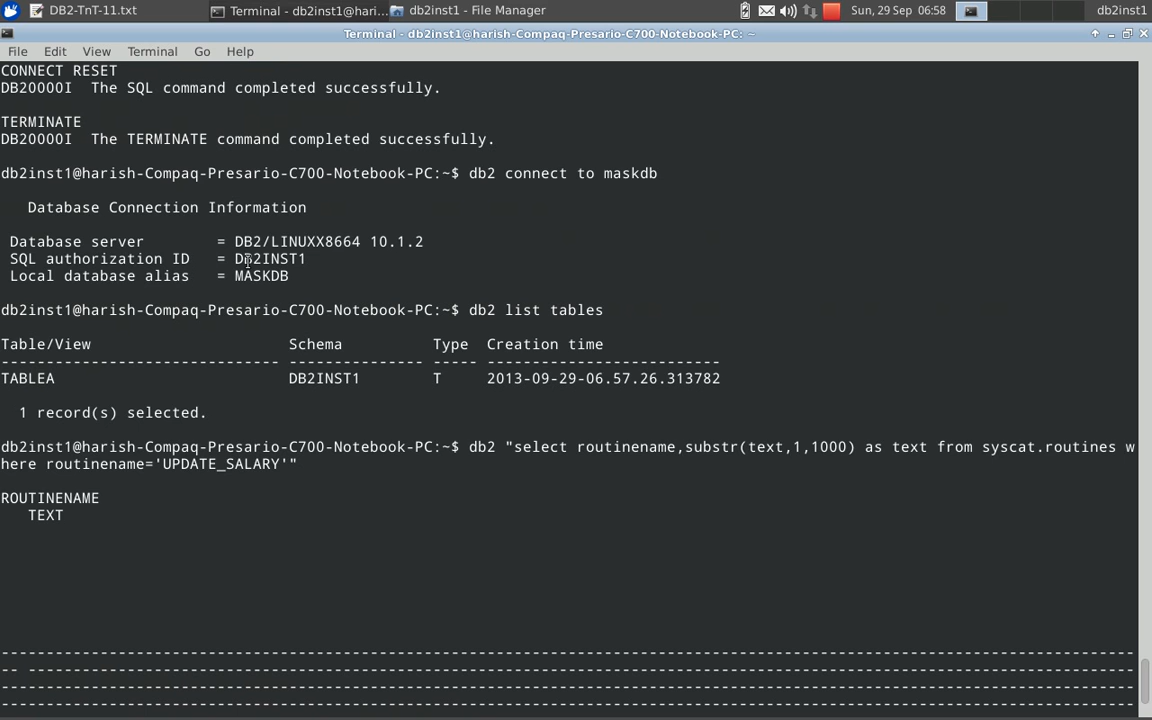 DB2-TnT-11.txt
Terminal - db2inst1@hari...
db2inst1 - File Manager
Sun, 29 Sep 06:58
db2inst1
Terminal - db2inst1@harish-Compaq-Presario-C700-Notebook-PC: ~
File Edit View Terminal Go Help
CONNECT RESET
DB20000I  The SQL command completed successfully.
TERMINATE
DB20000I  The TERMINATE command completed successfully.
db2inst1@harish-Compaq-Presario-C700-Notebook-PC:~$ db2 connect to maskdb
Database Connection Information
Database server        = DB2/LINUXX8664 10.1.2
SQL authorization ID   = DB2INST1
Local database alias   = MASKDB
db2inst1@harish-Compaq-Presario-C700-Notebook-PC:~$ db2 list tables
Table/View                      Schema          Type  Creation time
------------------------------- --------------- ----- --------------------------
TABLEA                          DB2INST1        T     2013-09-29-06.57.26.313782
1 record(s) selected.
db2inst1@harish-Compaq-Presario-C700-Notebook-PC:~$ db2 "select routinename,substr(text,1,1000) as text from syscat.routines w
here routinename='UPDATE_SALARY'"
ROUTINENAME
TEXT
------------------------------------------------------------------------------------------------------------------------------
-- ---------------------------------------------------------------------------------------------------------------------------
------------------------------------------------------------------------------------------------------------------------------
------------------------------------------------------------------------------------------------------------------------------